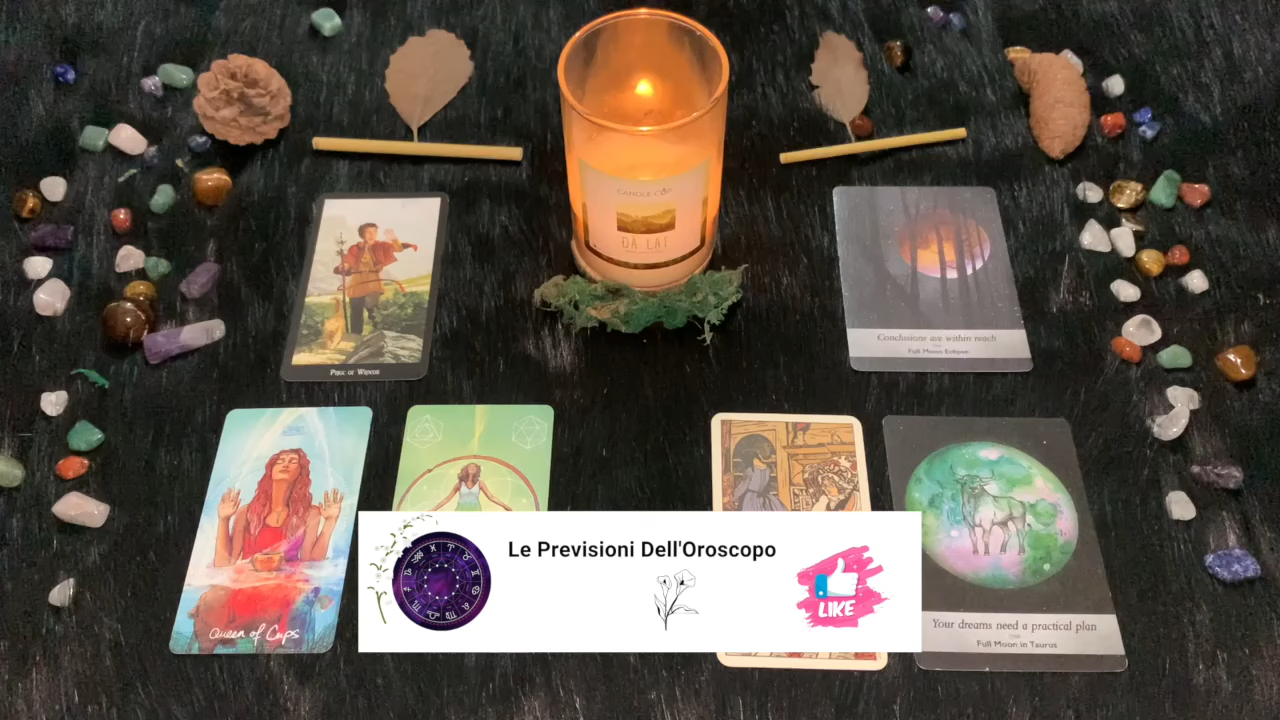 CANDLE CUP
ĐÀ LẠT
PAGE OF WANDS
Conclusions are within reach
Full Moon Eclipse
Queen of Cups
Le Previsioni Dell'Oroscopo
LIKE
Your dreams need a practical plan
Full Moon in Taurus